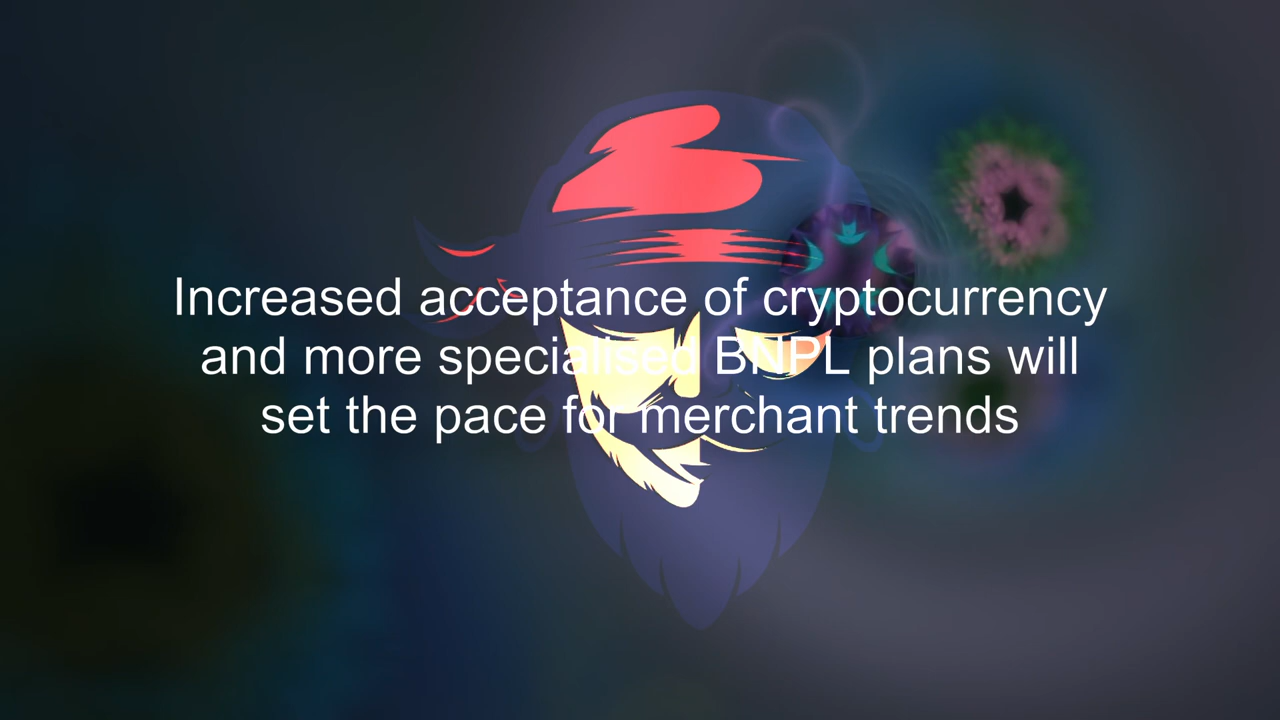 Increased acceptance of cryptocurrency
and more specialised BNPL plans will
set the pace for merchant trends